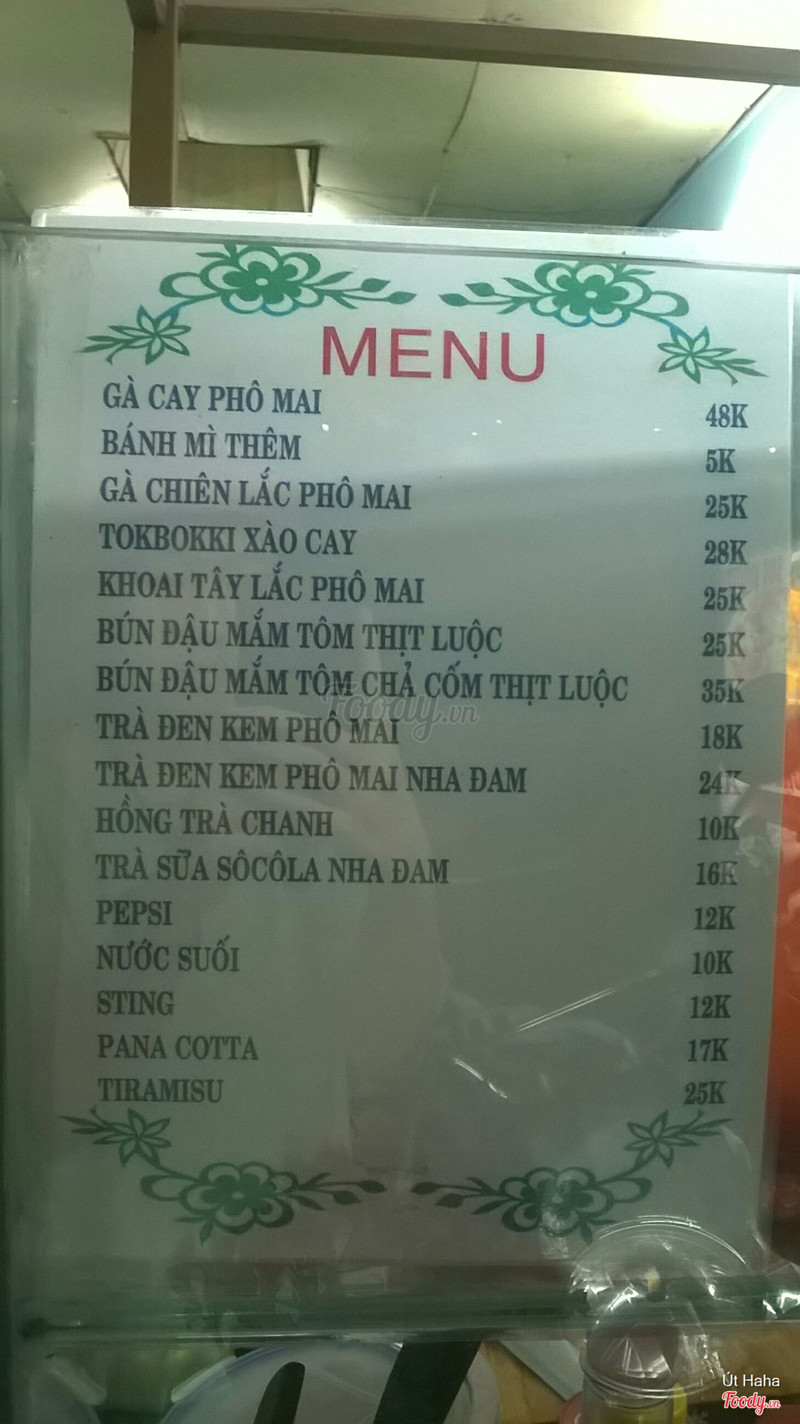 MENU
GÀ CAY PHÔ MAI 48K
BÁNH MÌ THÊM 5K
GÀ CHIÊN LẮC PHÔ MAI 25K
TOKBOKKI XÀO CAY 28K
KHOAI TÂY LẮC PHÔ MAI 25K
BÚN ĐẬU MẮM TÔM THỊT LUỘC 25K
BÚN ĐẬU MẮM TÔM CHẢ CỐM THỊT LUỘC 35K
Foody.vn
TRÀ ĐEN KEM PHÔ MAI 18K
TRÀ ĐEN KEM PHÔ MAI NHA ĐAM 24K
HỒNG TRÀ CHANH 10K
TRÀ SỮA SÔCÔLA NHA ĐAM 16K
PEPSI 12K
NƯỚC SUỐI 10K
STING 12K
PANA COTTA 17K
TIRAMISU 25K
Út Haha
Foody.vn